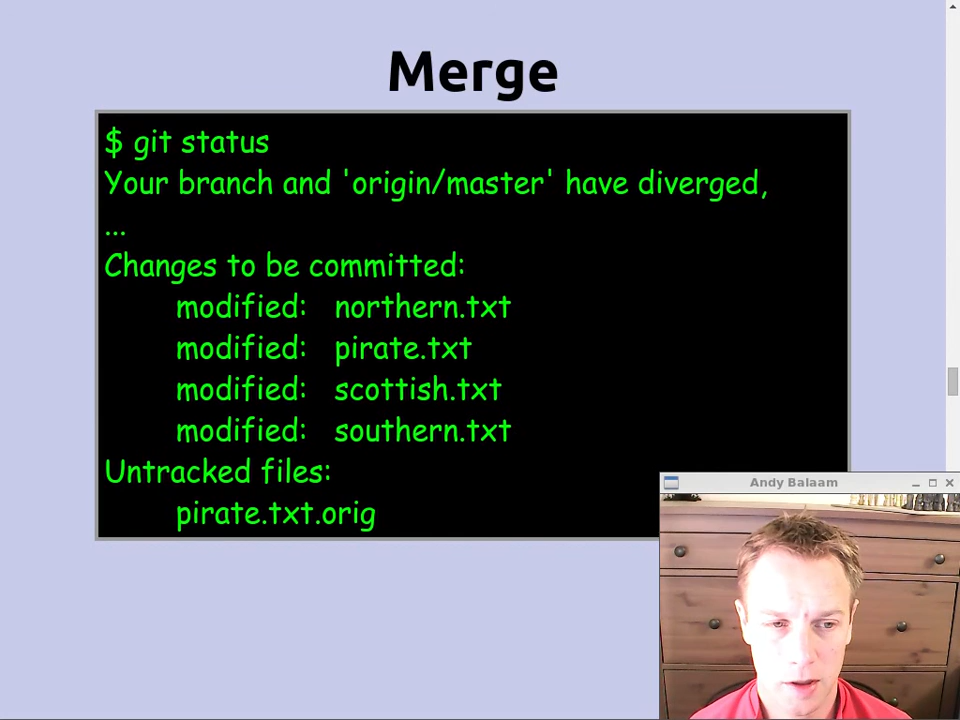 Merge
$ git status
Your branch and 'origin/master' have diverged,
...
Changes to be committed:
modified: northern.txt
modified: pirate.txt
modified: scottish.txt
modified: southern.txt
Untracked files:
pirate.txt.orig
Andy Balaam